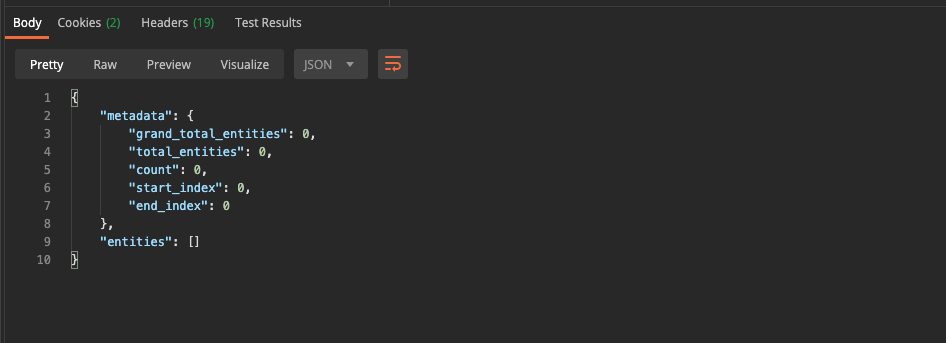 Body Cookies (2) Headers (19) Test Results
Pretty Raw Preview Visualize JSON
1 {
2 "metadata": {
3 "grand_total_entities": 0,
4 "total_entities": 0,
5 "count": 0,
6 "start_index": 0,
7 "end_index": 0
8 },
9 "entities": []
10 }